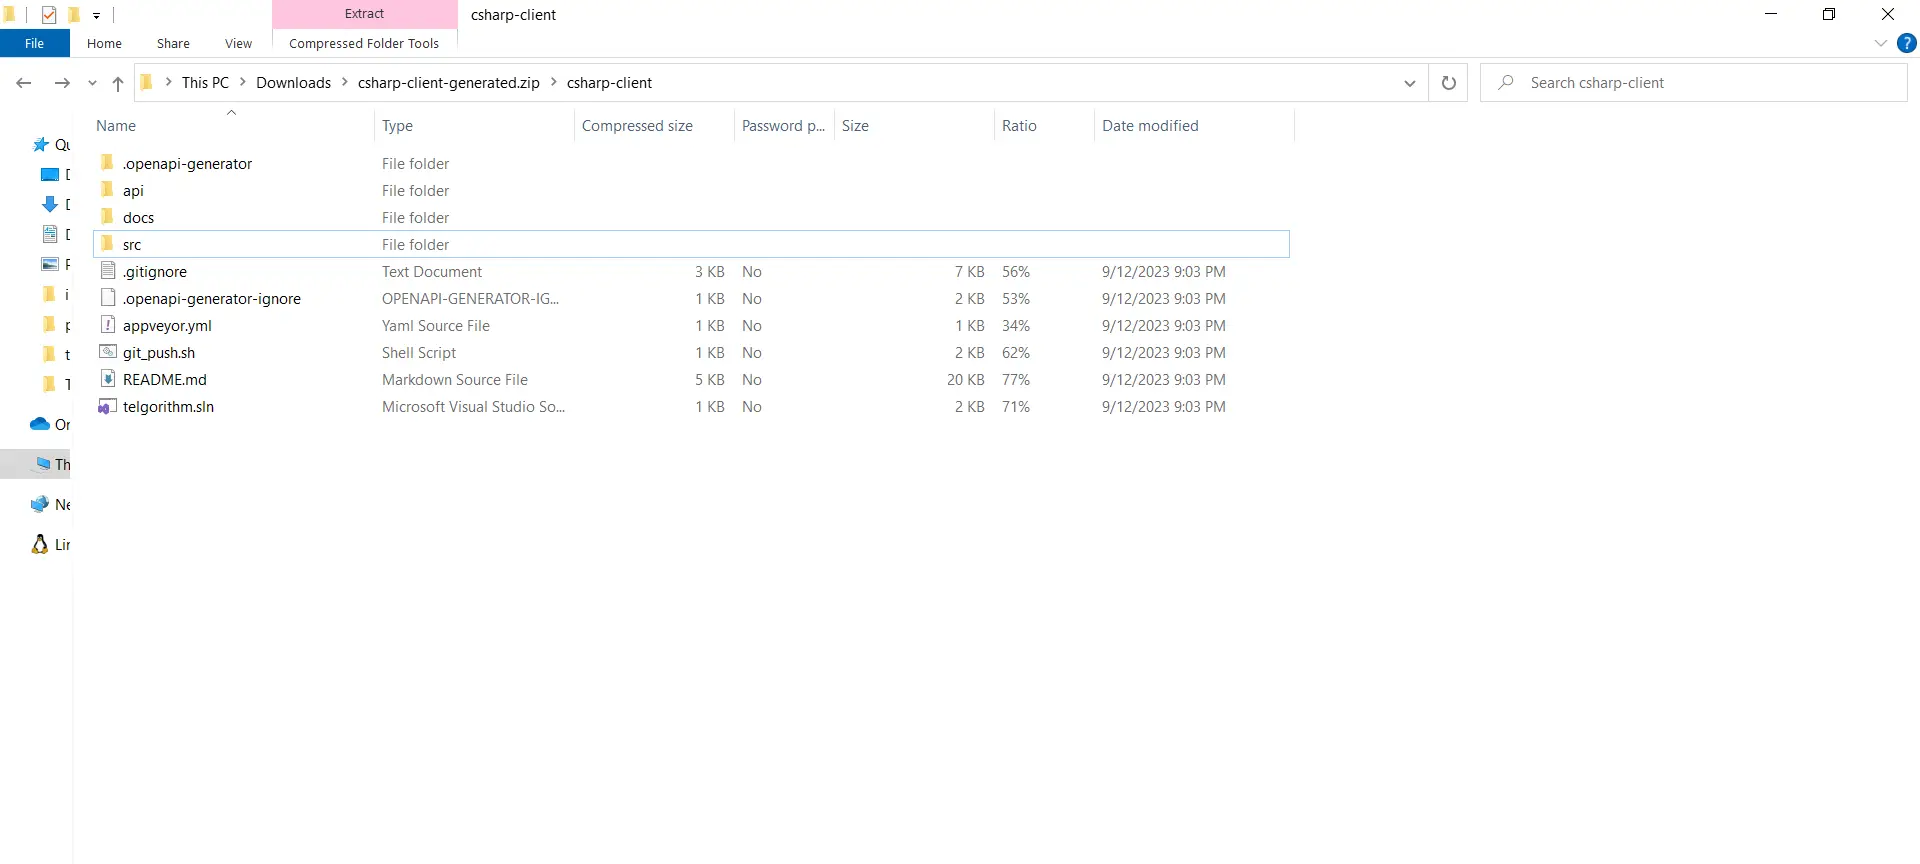 Extract csharp-client
File Home Share View Compressed Folder Tools ?
This PC Downloads csharp-client-generated.zip csharp-client Search csharp-client
Name Type Compressed size Password p... Size Ratio Date modified
.openapi-generator File folder
api File folder
docs File folder
src File folder
.gitignore Text Document 3 KB No 7 KB 56% 9/12/2023 9:03 PM
.openapi-generator-ignore OPENAPI-GENERATOR-IG... 1 KB No 2 KB 53% 9/12/2023 9:03 PM
appveyor.yml Yaml Source File 1 KB No 1 KB 34% 9/12/2023 9:03 PM
git_push.sh Shell Script 1 KB No 2 KB 62% 9/12/2023 9:03 PM
README.md Markdown Source File 5 KB No 20 KB 77% 9/12/2023 9:03 PM
telgorithm.sln Microsoft Visual Studio So... 1 KB No 2 KB 71% 9/12/2023 9:03 PM